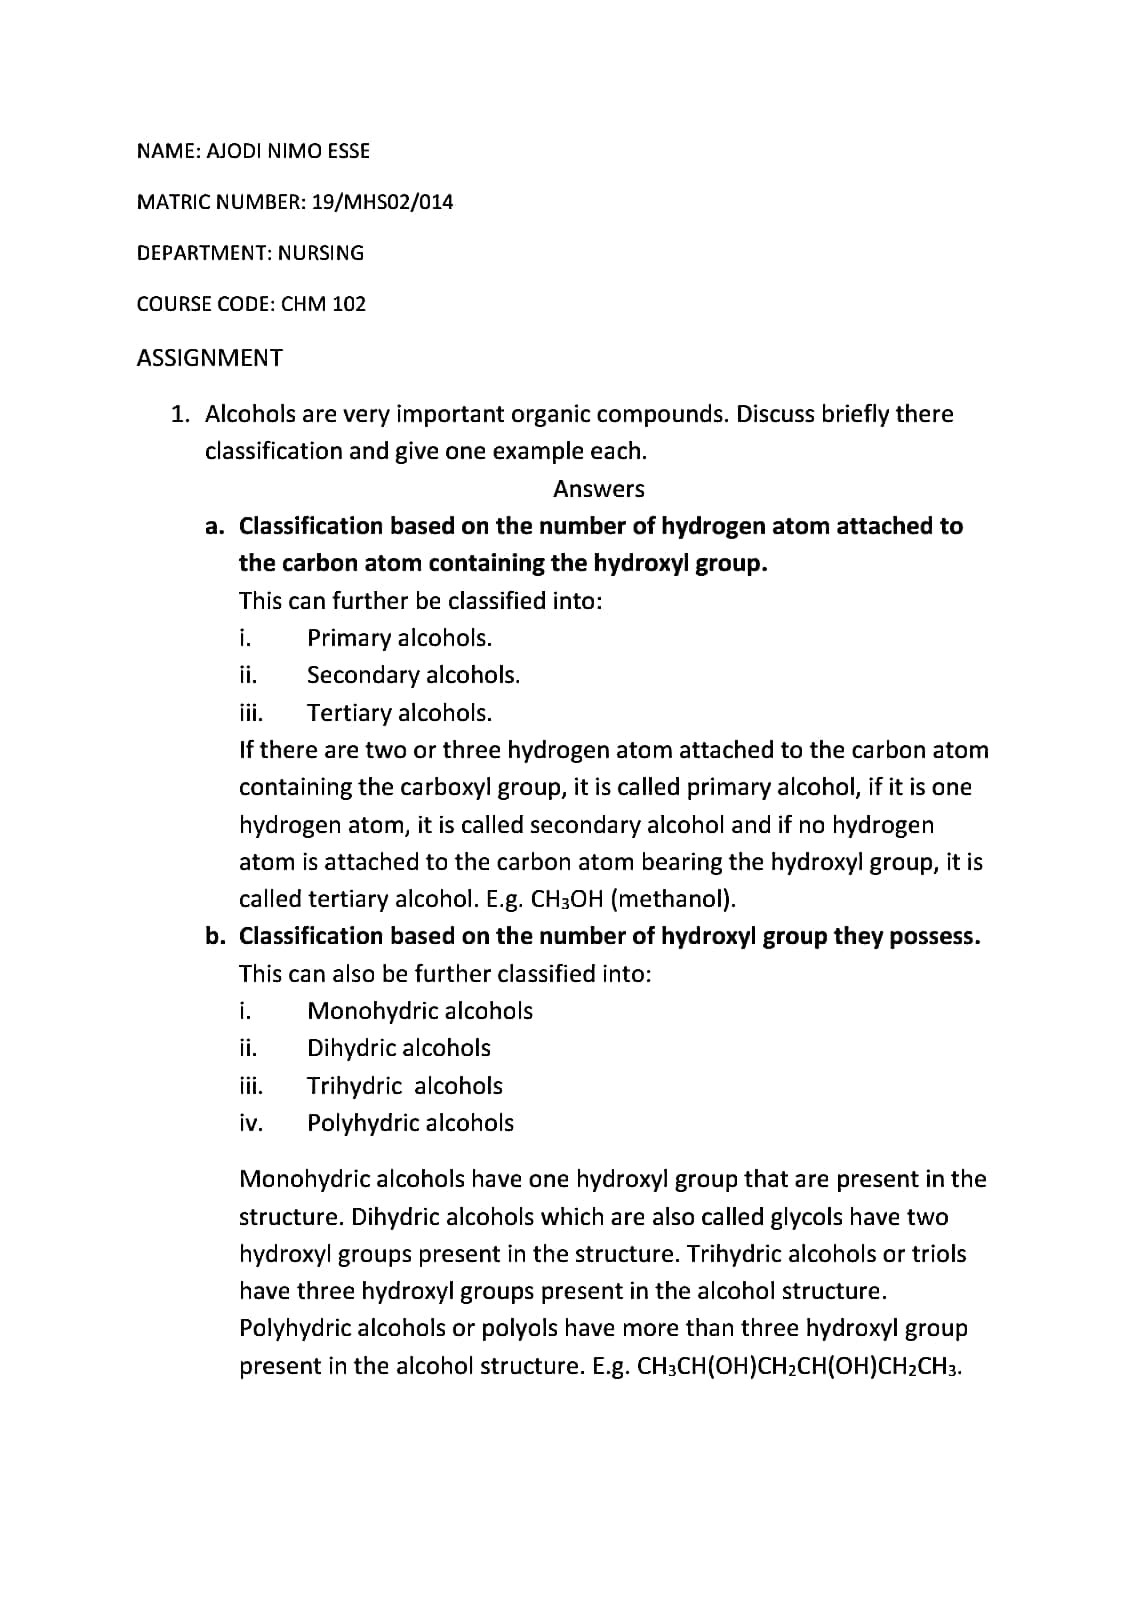 NAME: AJODI NIMO ESSE
MATRIC NUMBER: 19/MHS02/014
DEPARTMENT: NURSING
COURSE CODE: CHM 102
ASSIGNMENT
1. Alcohols are very important organic compounds. Discuss briefly there
classification and give one example each.
Answers
a. Classification based on the number of hydrogen atom attached to
the carbon atom containing the hydroxyl group.
This can further be classified into:
i. Primary alcohols.
ii. Secondary alcohols.
iii. Tertiary alcohols.
If there are two or three hydrogen atom attached to the carbon atom
containing the carboxyl group, it is called primary alcohol, if it is one
hydrogen atom, it is called secondary alcohol and if no hydrogen
atom is attached to the carbon atom bearing the hydroxyl group, it is
called tertiary alcohol. E.g. CH₃OH (methanol).
b. Classification based on the number of hydroxyl group they possess.
This can also be further classified into:
i. Monohydric alcohols
ii. Dihydric alcohols
iii. Trihydric alcohols
iv. Polyhydric alcohols
Monohydric alcohols have one hydroxyl group that are present in the
structure. Dihydric alcohols which are also called glycols have two
hydroxyl groups present in the structure. Trihydric alcohols or triols
have three hydroxyl groups present in the alcohol structure.
Polyhydric alcohols or polyols have more than three hydroxyl group
present in the alcohol structure. E.g. CH₃CH(OH)CH₂CH(OH)CH₂CH₃.